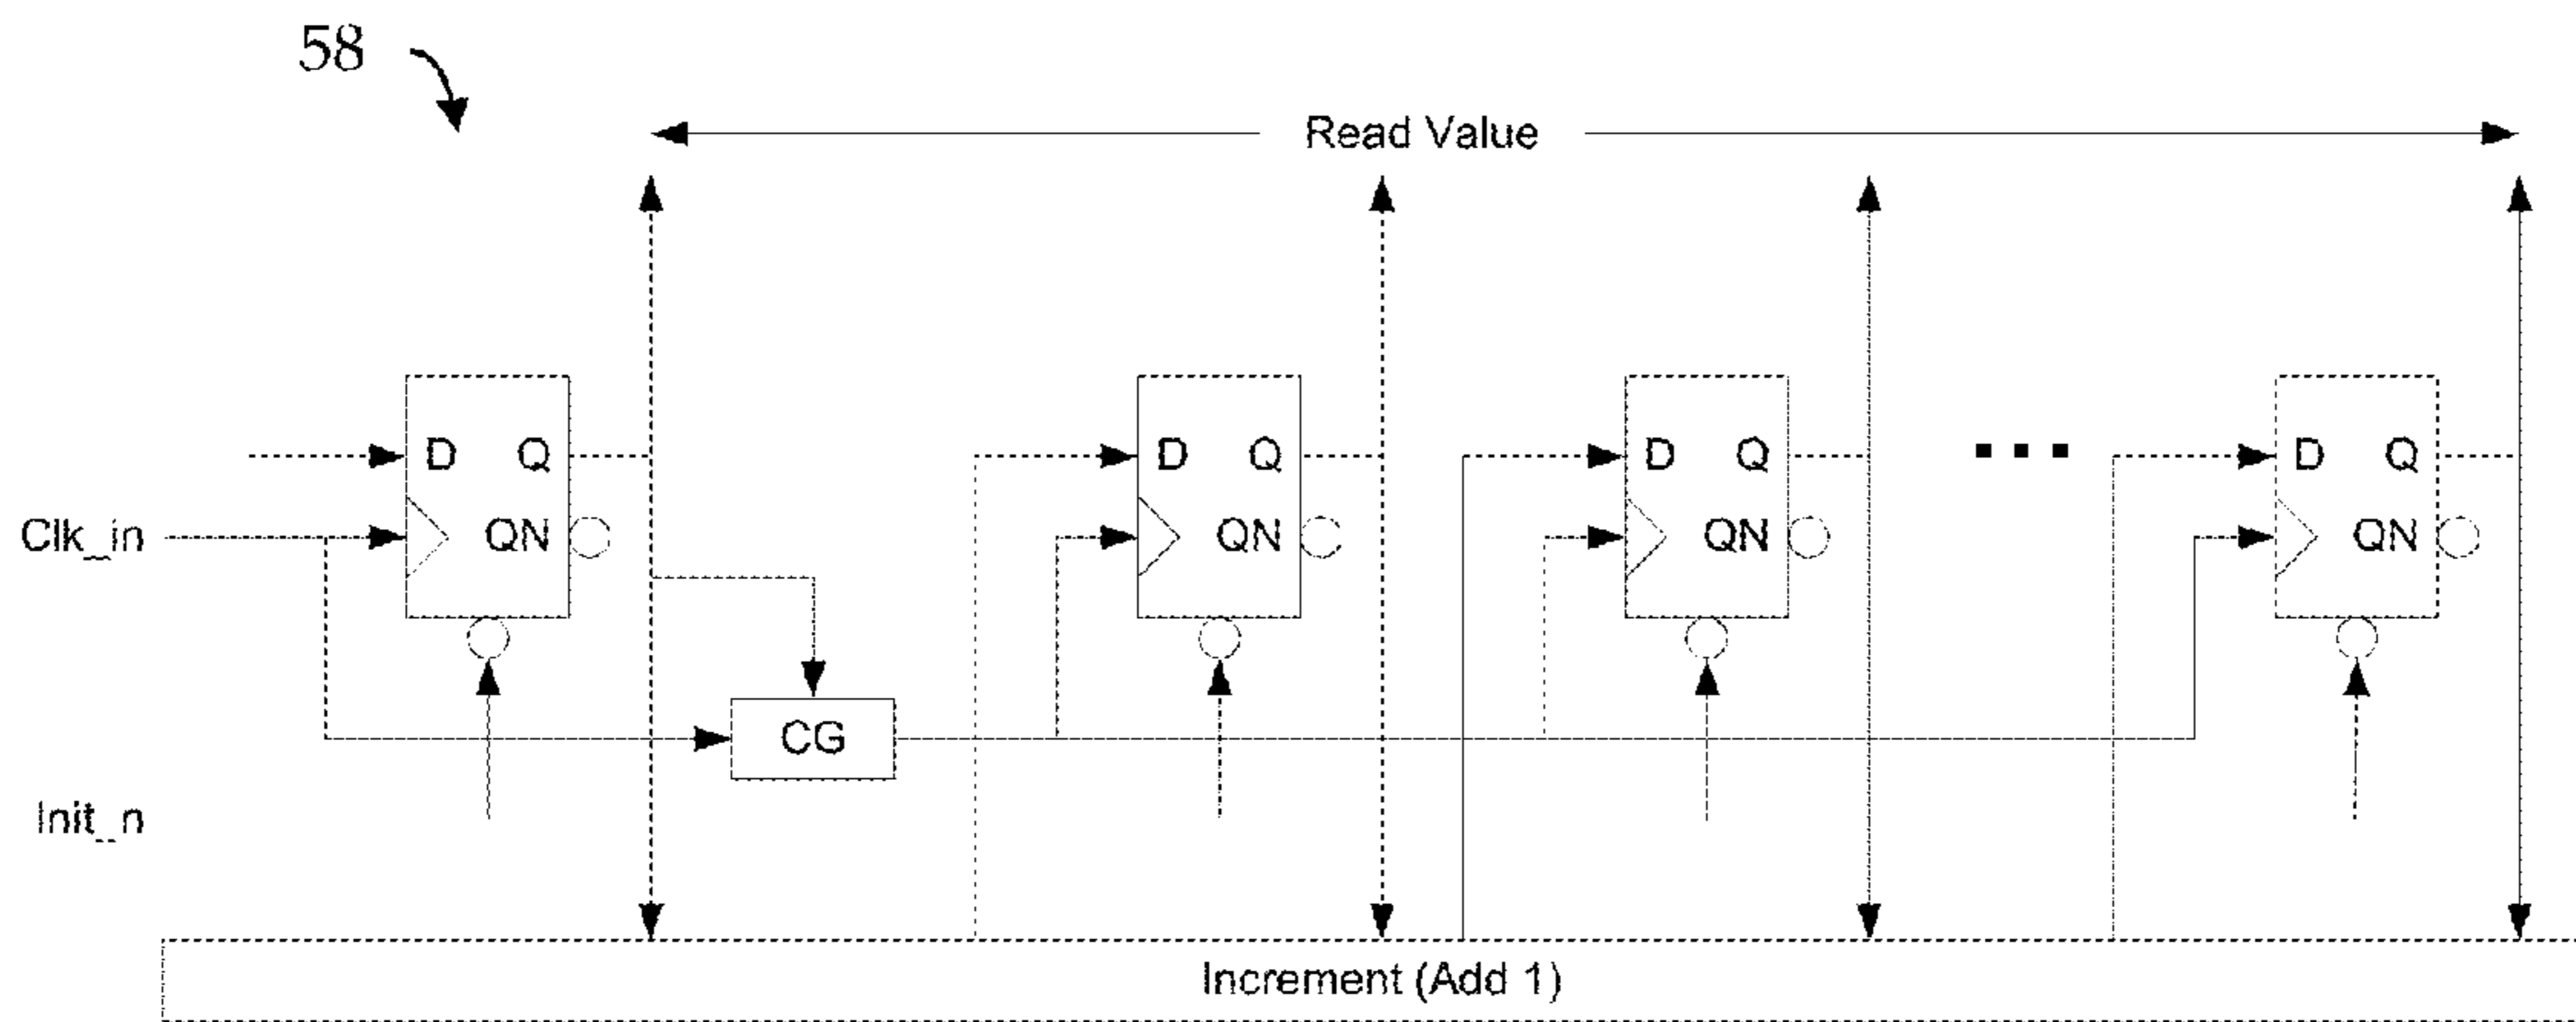 58
Read Value
D Q D Q D Q ... D Q
Clk_in QN QN QN QN
CG
Init_n
Increment (Add 1)